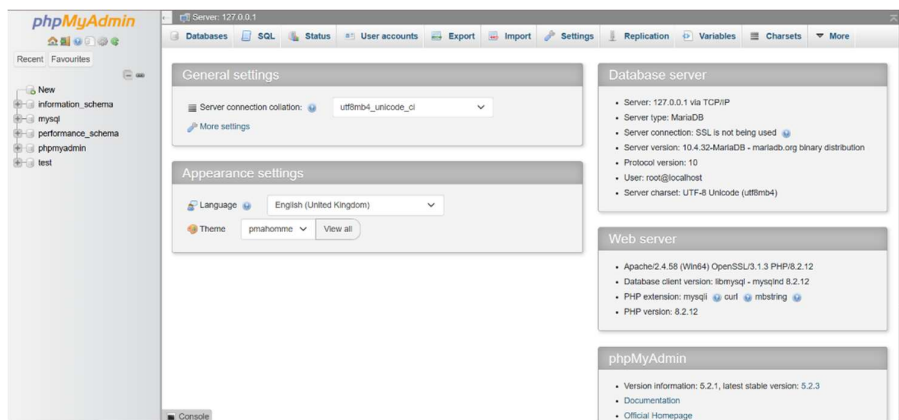 phpMyAdmin
Recent Favourites
New
information_schema
mysql
performance_schema
phpmyadmin
test
Server: 127.0.0.1
Databases SQL Status User accounts Export Import Settings Replication Variables Charsets More
General settings
Server connection collation: utf8mb4_unicode_ci
More settings
Appearance settings
Language English (United Kingdom)
Theme pmahomme View all
Database server
Server: 127.0.0.1 via TCP/IP
Server type: MariaDB
Server connection: SSL is not being used
Server version: 10.4.32-MariaDB - mariadb.org binary distribution
Protocol version: 10
User: root@localhost
Server charset: UTF-8 Unicode (utf8mb4)
Web server
Apache/2.4.58 (Win64) OpenSSL/3.1.3 PHP/8.2.12
Database client version: libmysql - mysqlnd 8.2.12
PHP extension: mysqli curl mbstring
PHP version: 8.2.12
phpMyAdmin
Version information: 5.2.1, latest stable version: 5.2.3
Documentation
Official Homepage
Console